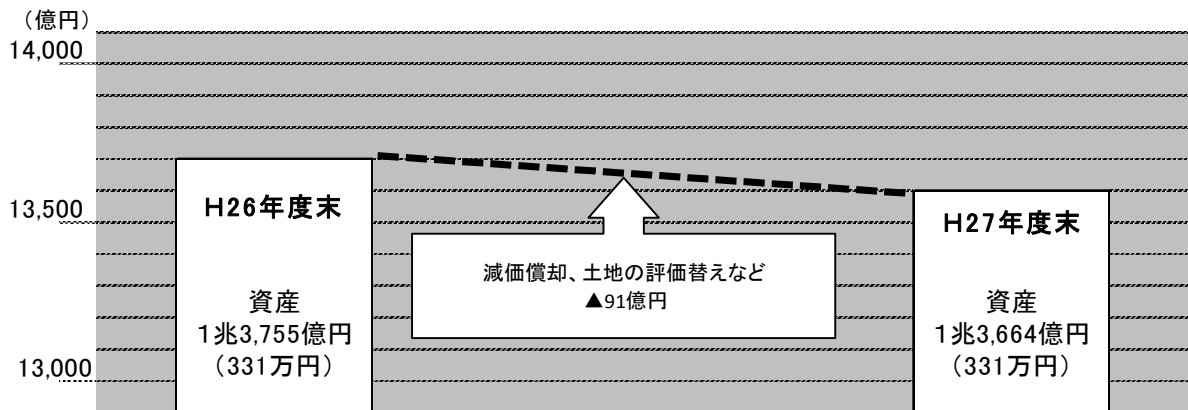 （億円）
14,000
13,500
13,000
H26年度末
資産
1兆3,755億円
（331万円）
減価償却、土地の評価替えなど
▲91億円
H27年度末
資産
1兆3,664億円
（331万円）